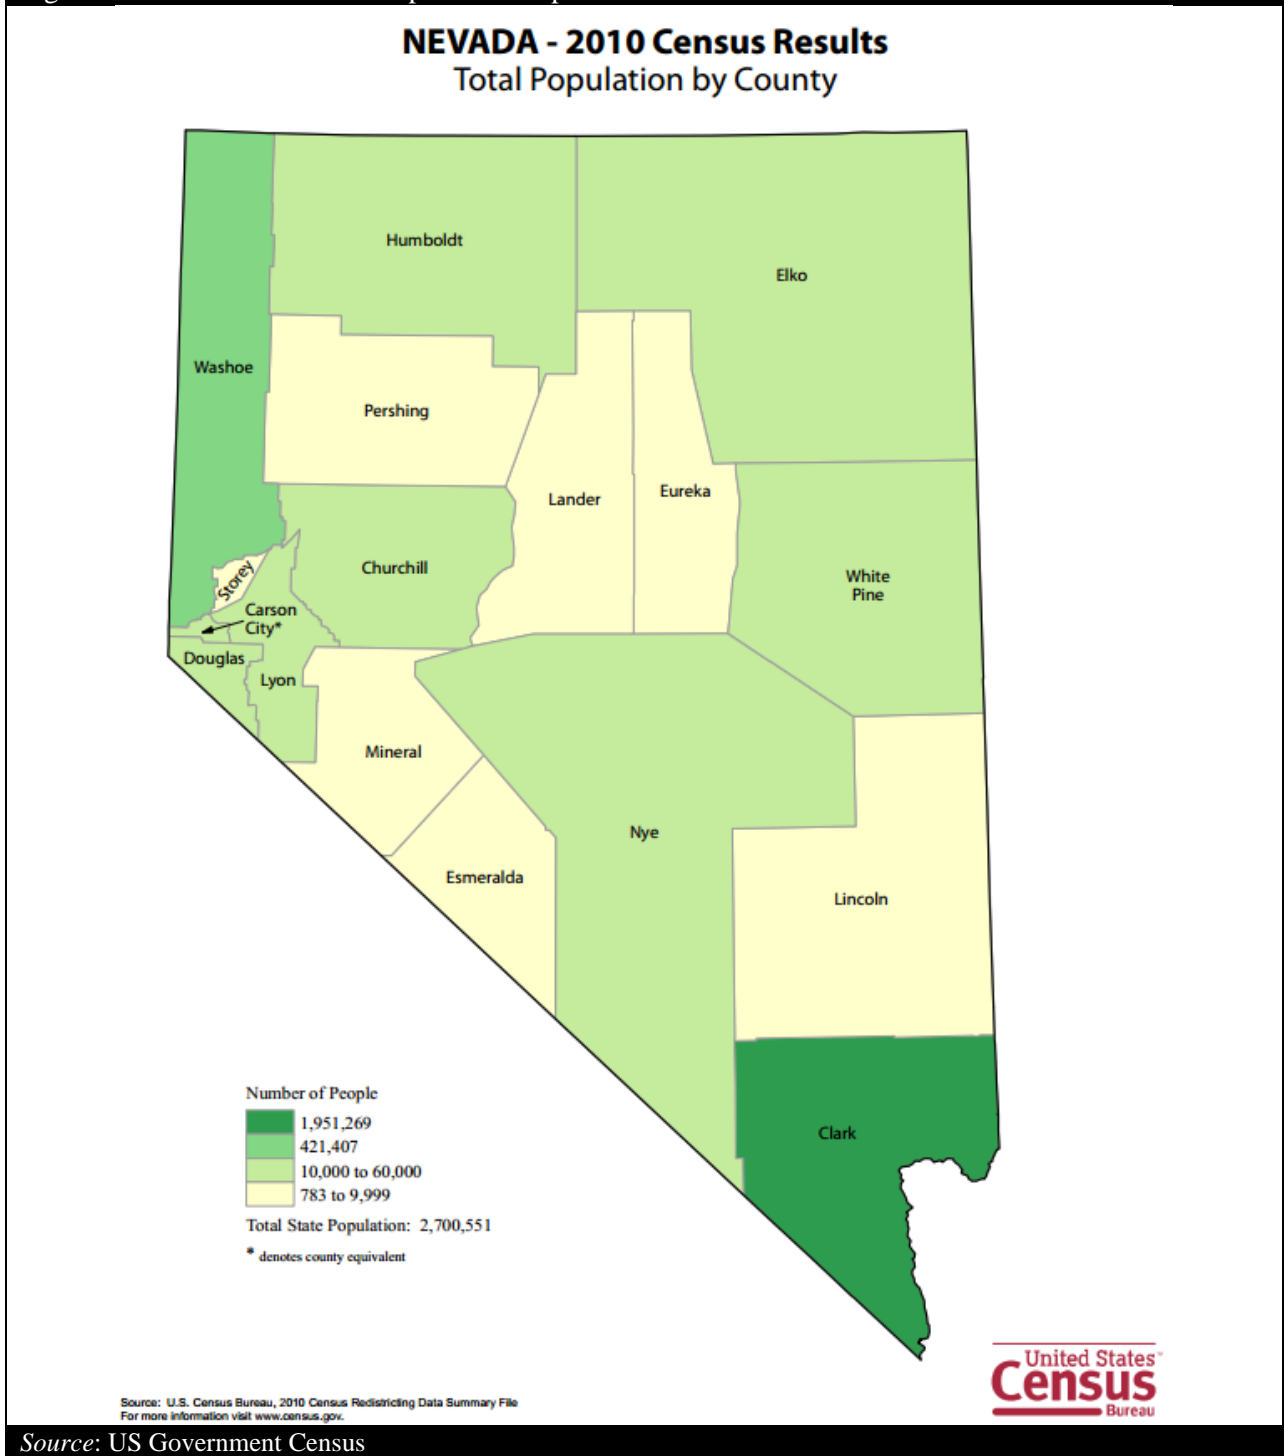 NEVADA - 2010 Census Results
Total Population by County
Humboldt
Elko
Washoe
Pershing
Lander
Eureka
Churchill
Storey
White
Pine
Carson
City*
Douglas
Lyon
Mineral
Nye
Esmeralda
Lincoln
Clark
Number of People
1,951,269
421,407
10,000 to 60,000
783 to 9,999
Total State Population: 2,700,551
* denotes county equivalent
United States™
Census
Bureau
Source: U.S. Census Bureau, 2010 Census Redistricting Data Summary File
For more information visit www.census.gov.
Source: US Government Census